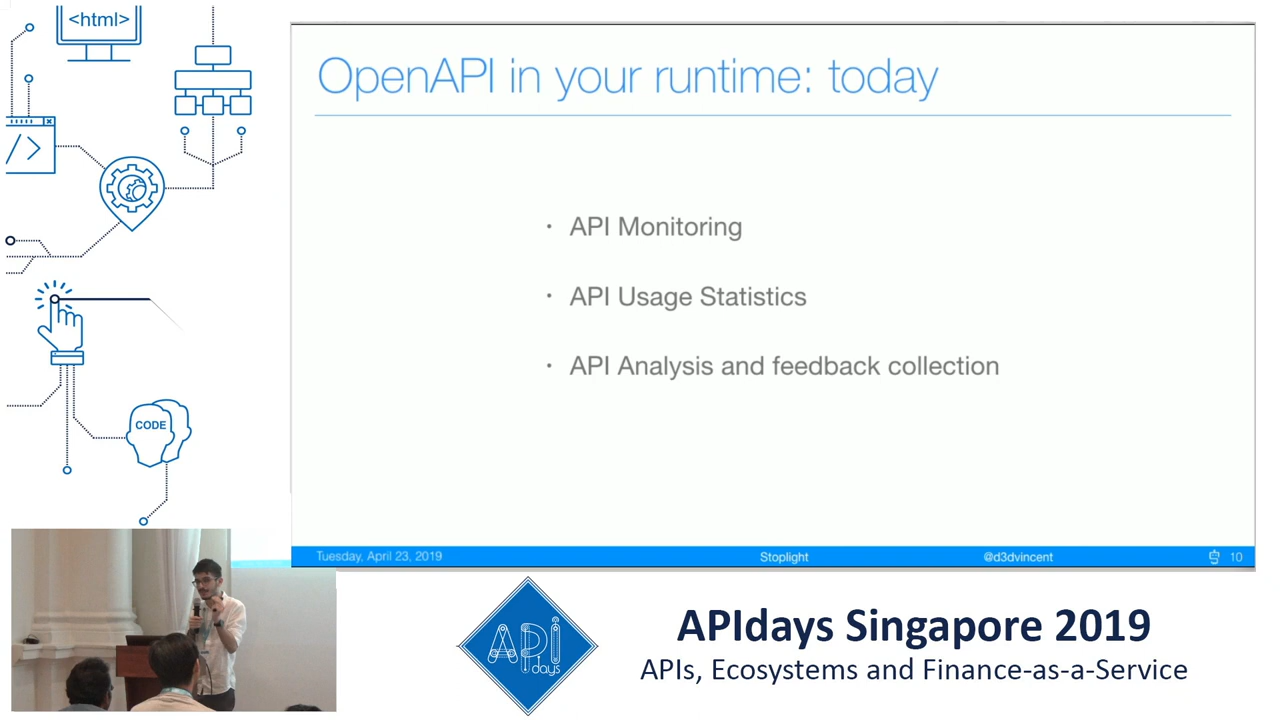 <html>
OpenAPI in your runtime: today
</>
• API Monitoring
• API Usage Statistics
• API Analysis and feedback collection
CODE
Tuesday, April 23, 2019
Stoplight
@d3dvincent
10
API
days
APIdays Singapore 2019
APIs, Ecosystems and Finance-as-a-Service